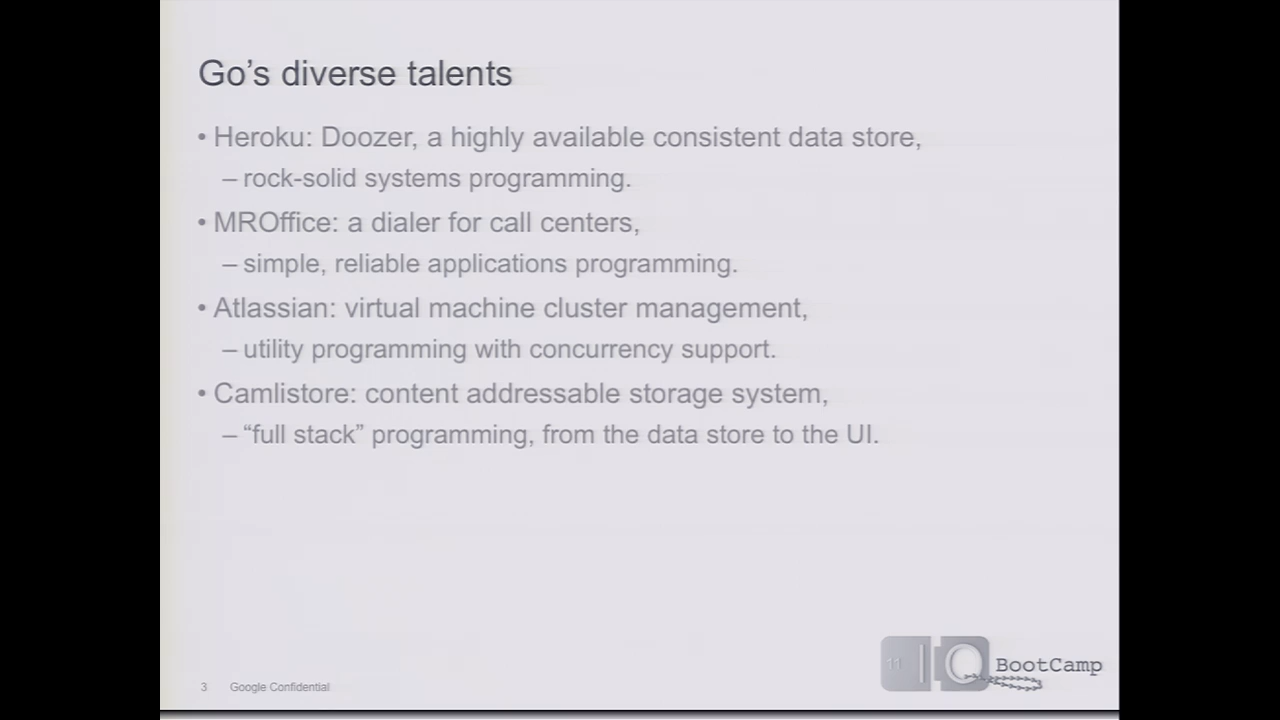 Go’s diverse talents
• Heroku: Doozer, a highly available consistent data store,
– rock-solid systems programming.
• MROffice: a dialer for call centers,
– simple, reliable applications programming.
• Atlassian: virtual machine cluster management,
– utility programming with concurrency support.
• Camlistore: content addressable storage system,
– “full stack” programming, from the data store to the UI.
11 IO BootCamp
3 Google Confidential